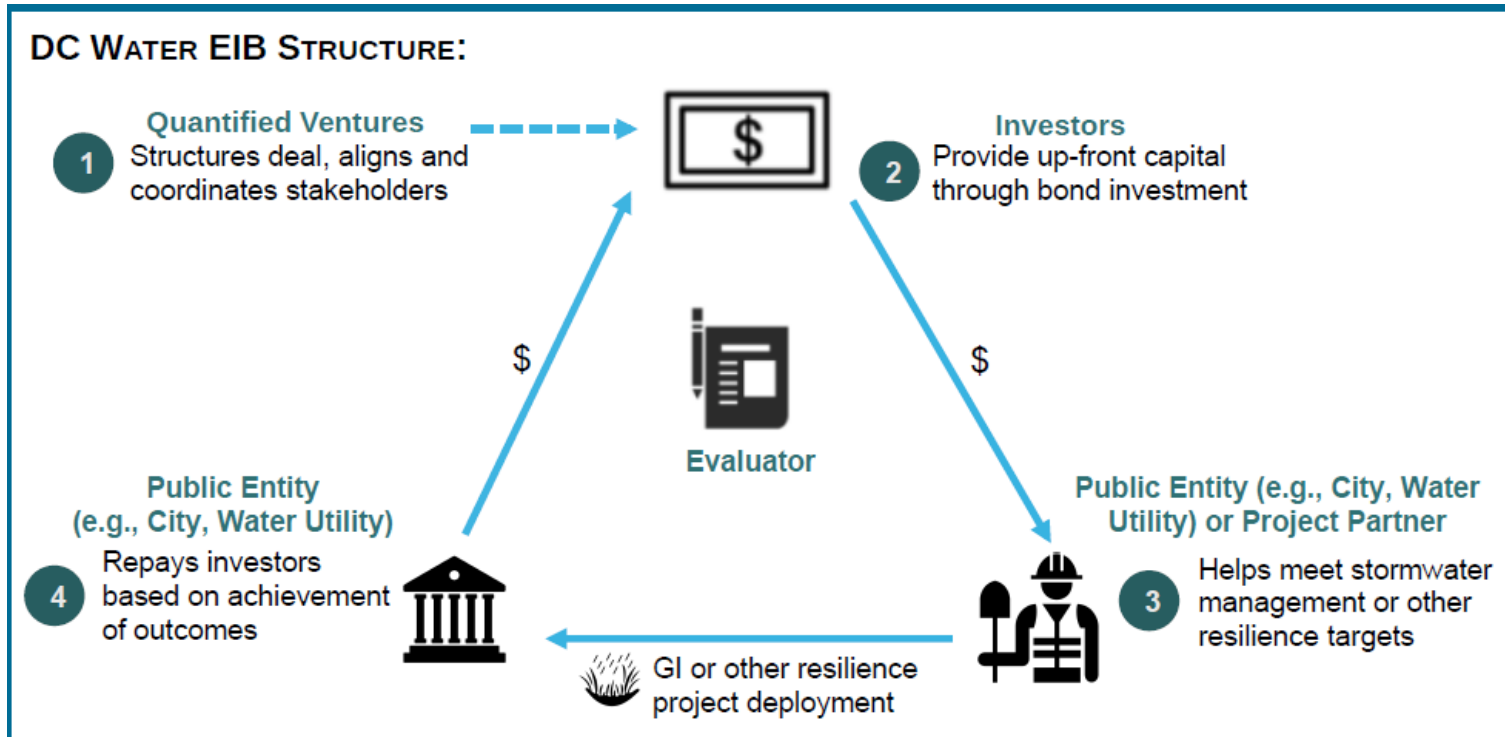 DC WATER EIB STRUCTURE:
1
Quantified Ventures
Structures deal, aligns and
coordinates stakeholders
$
2
Investors
Provide up-front capital
through bond investment
$
$
Evaluator
Public Entity
(e.g., City, Water Utility)
4
Repays investors
based on achievement
of outcomes
Public Entity (e.g., City, Water
Utility) or Project Partner
3
Helps meet stormwater
management or other
resilience targets
GI or other resilience
project deployment